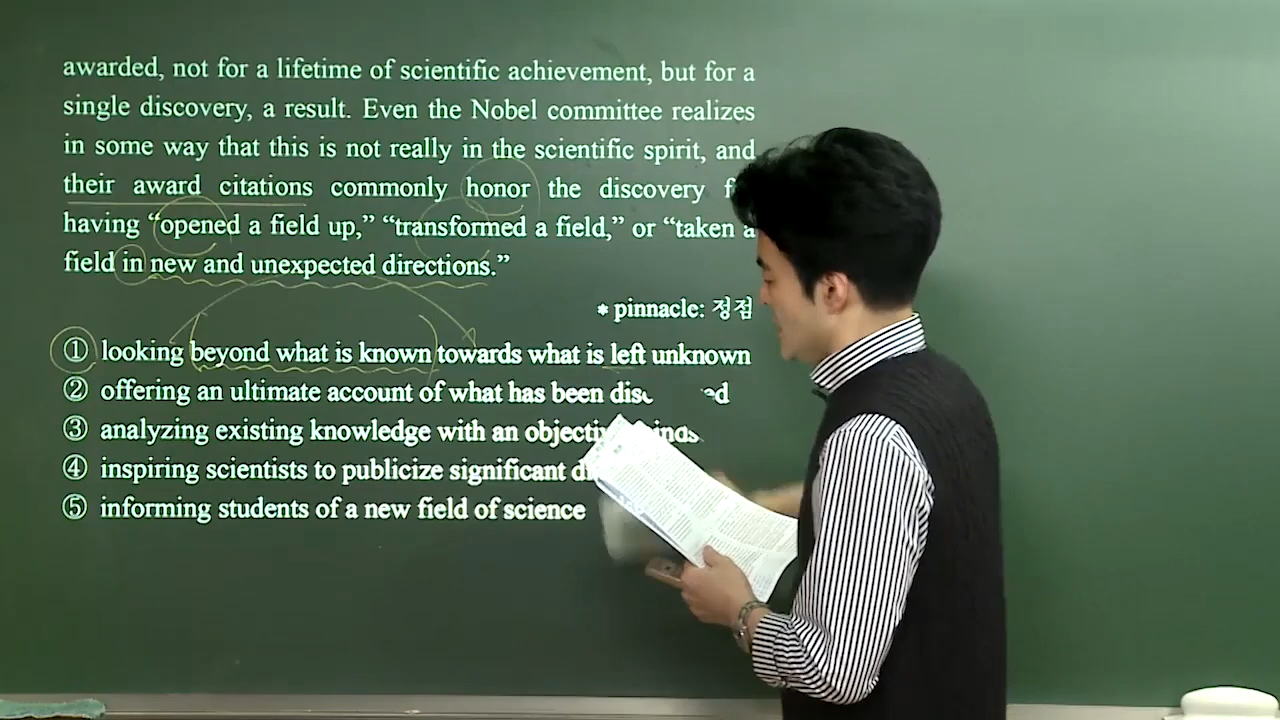 awarded, not for a lifetime of scientific achievement, but for a
single discovery, a result. Even the Nobel committee realizes
in some way that this is not really in the scientific spirit, and
their award citations commonly honor the discovery
having “opened a field up,” “transformed a field,” or “taken a
field in new and unexpected directions.”
* pinnacle: 정점
① looking beyond what is known towards what is left unknown
② offering an ultimate account of what has been
③ analyzing existing knowledge with an
④ inspiring scientists to publicize significant
⑤ informing students of a new field of science